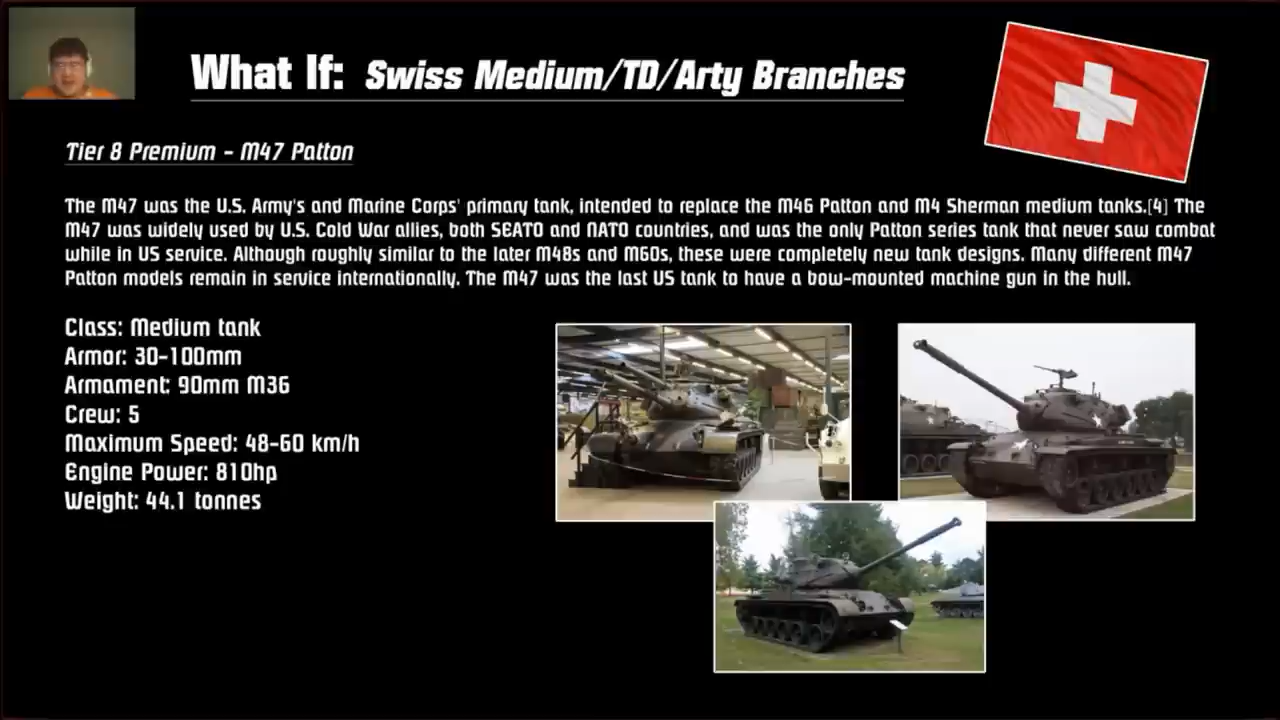 What If: Swiss Medium/TD/Arty Branches
Tier 8 Premium - M47 Patton
The M47 was the U.S. Army's and Marine Corps' primary tank, intended to replace the M46 Patton and M4 Sherman medium tanks.[4] The
M47 was widely used by U.S. Cold War allies, both SEATO and NATO countries, and was the only Patton series tank that never saw combat
while in US service. Although roughly similar to the later M48s and M60s, these were completely new tank designs. Many different M47
Patton models remain in service internationally. The M47 was the last US tank to have a bow-mounted machine gun in the hull.
Class: Medium tank
Armor: 30-100mm
Armament: 90mm M36
Crew: 5
Maximum Speed: 48-60 km/h
Engine Power: 810hp
Weight: 44.1 tonnes